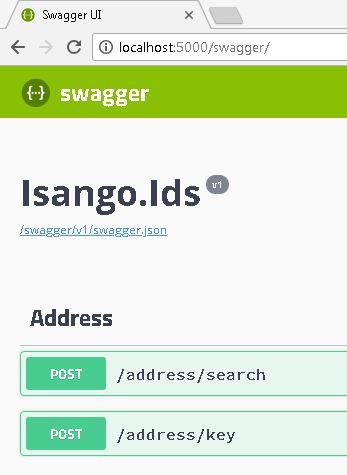 Swagger UI
localhost:5000/swagger/
{··} swagger
Isango.Ids v1
/swagger/v1/swagger.json
Address
POST /address/search
POST /address/key